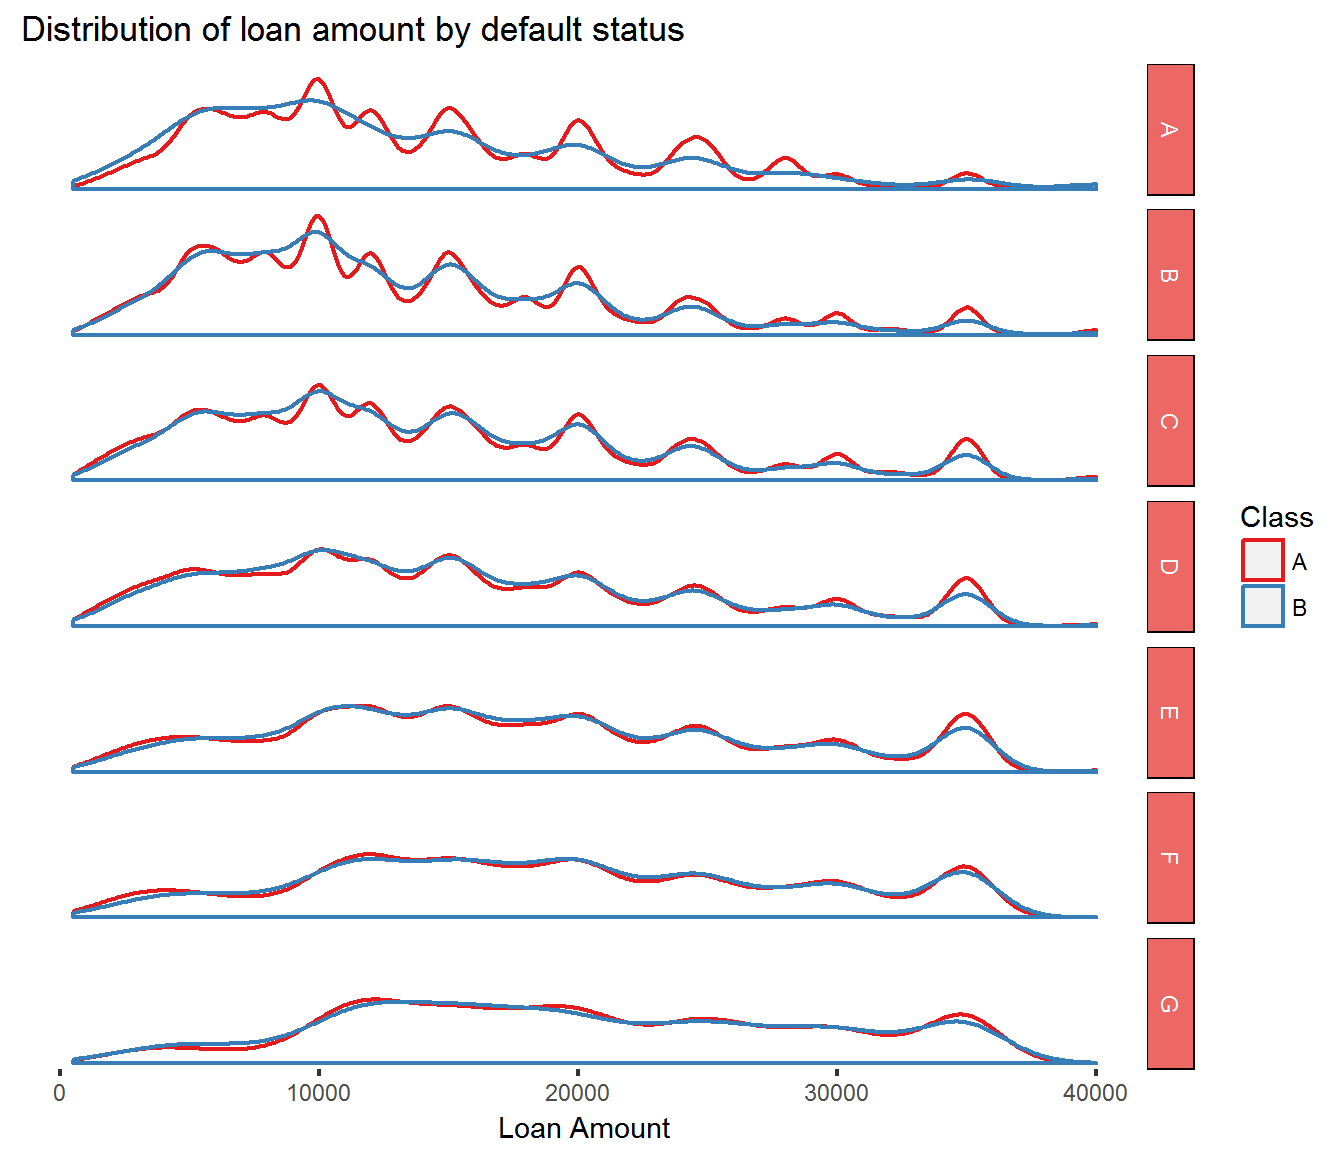 Distribution of loan amount by default status
A
B
C
D
E
F
G
Class
A
B
0 10000 20000 30000 40000
Loan Amount